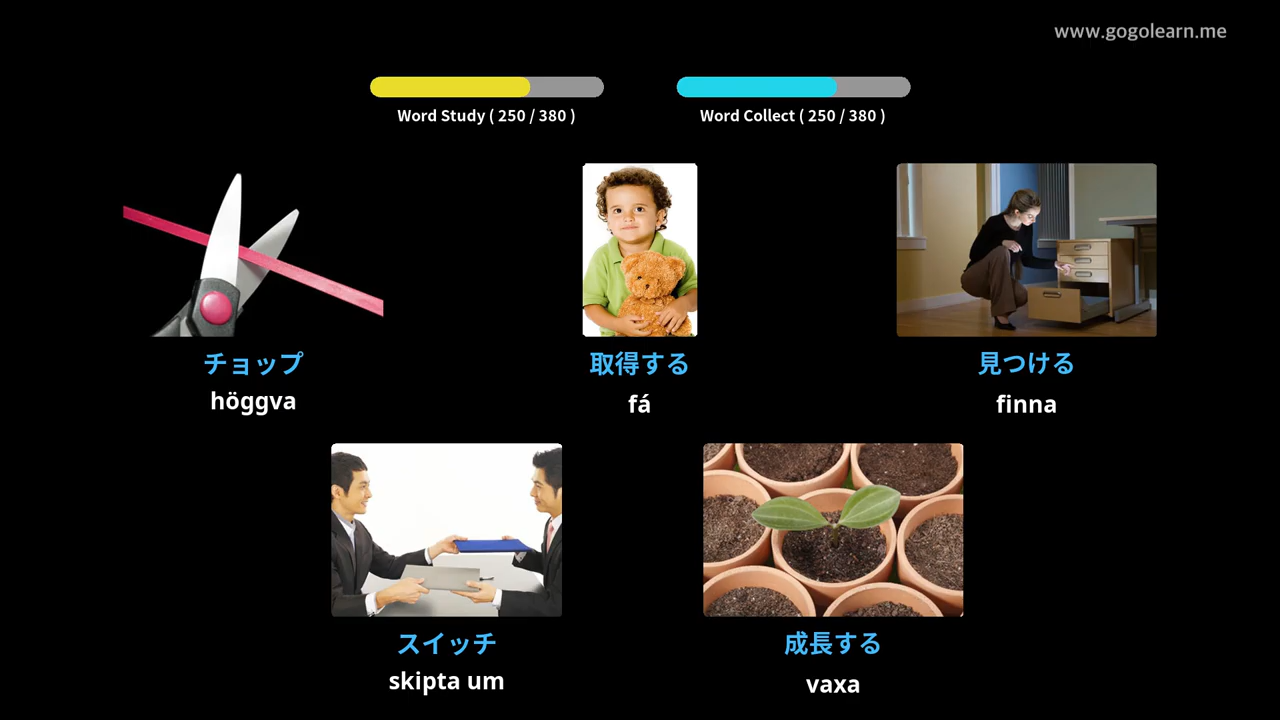 www.gogolearn.me
Word Study ( 250 / 380 )
Word Collect ( 250 / 380 )
チョップ
höggva
取得する
fá
見つける
finna
スイッチ
skipta um
成長する
vaxa